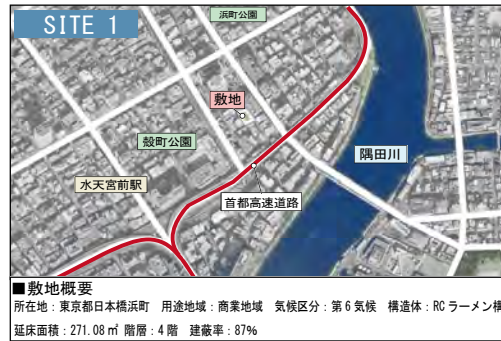 SITE 1
浜町公園
敷地
殻町公園
隅田川
水天宮前駅
首都高速道路
■敷地概要
所在地：東京都日本橋浜町 用途地域：商業地域 気候区分：第6気候 構造体：RC ラーメン構
延床面積：271.08 ㎡ 階層：4階 建蔽率：87%